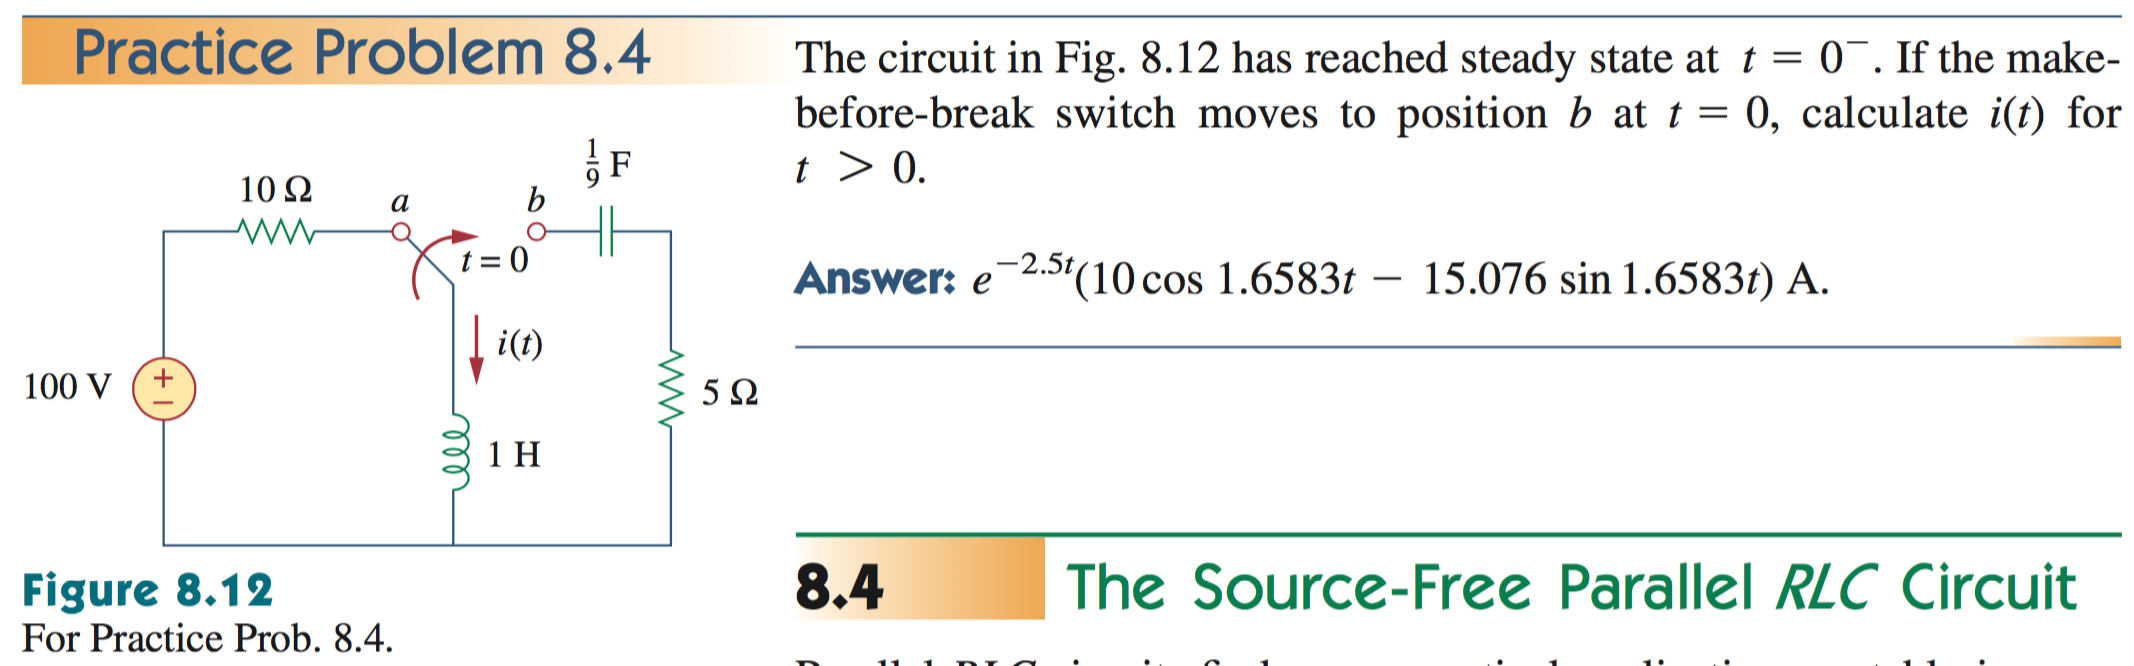 Practice Problem 8.4
The circuit in Fig. 8.12 has reached steady state at t = 0⁻. If the make-
before-break switch moves to position b at t = 0, calculate i(t) for
t > 0.
Answer: e^{−2.5t}(10 cos 1.6583t − 15.076 sin 1.6583t) A.
1/9 F
10 Ω
a
b
t = 0
i(t)
100 V
+
−
5 Ω
1 H
Figure 8.12
For Practice Prob. 8.4.
8.4 The Source-Free Parallel RLC Circuit